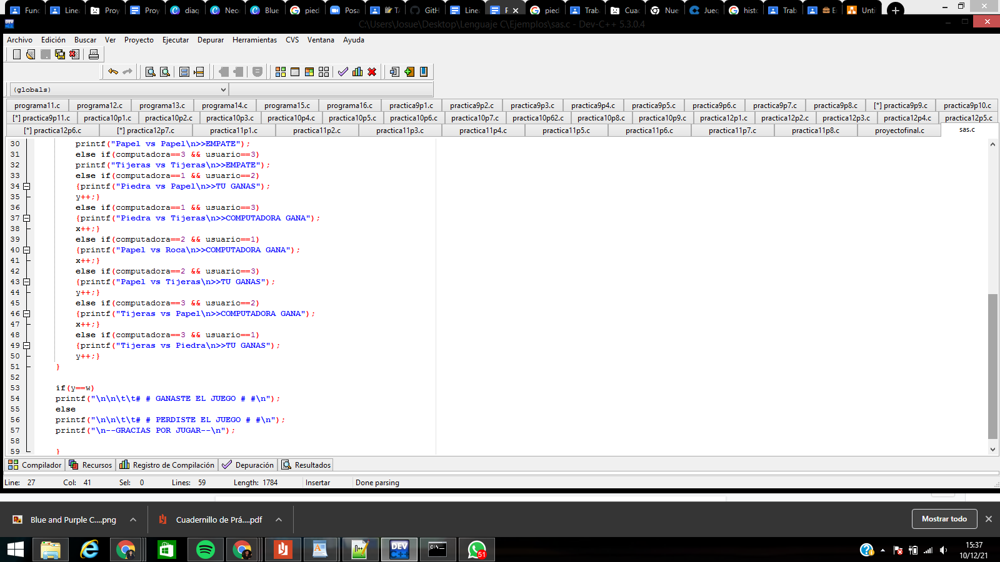 Func
Linea
Proy
Proy
diaq
Neo
Blue
pied
Posa
TA
GitH
Linea
F
pied
Trab
Cuac
Nue
Jueg
histo
Trab
E
Unti
C:\Users\Josue\Desktop\Lenguaje C\Ejemplos\sas.c - Dev-C++ 5.3.0.4
Archivo Edición Buscar Ver Proyecto Ejecutar Depurar Herramientas CVS Ventana Ayuda
(globals)
programa11.c programa12.c programa13.c programa14.c programa15.c programa16.c practica9p1.c practica9p2.c practica9p3.c practica9p4.c practica9p5.c practica9p6.c practica9p7.c practica9p8.c [*] practica9p9.c practica9p10.c
[*] practica9p11.c practica10p1.c practica10p2.c practica10p3.c practica10p4.c practica10p5.c practica10p6.c practica10p7.c practica10p62.c practica10p8.c practica10p9.c practica12p1.c practica12p2.c practica12p3.c practica12p4.c practica12p5.c
[*] practica12p6.c [*] practica12p7.c practica11p1.c practica11p2.c practica11p3.c practica11p4.c practica11p5.c practica11p6.c practica11p7.c practica11p8.c proyectofinal.c sas.c
30 printf("Papel vs Papel\n>>EMPATE");
31 else if(computadora==3 && usuario==3)
32 printf("Tijeras vs Tijeras\n>>EMPATE");
33 else if(computadora==1 && usuario==2)
34 {printf("Piedra vs Papel\n>>TU GANAS");
35 y++;}
36 else if(computadora==1 && usuario==3)
37 {printf("Piedra vs Tijeras\n>>COMPUTADORA GANA");
38 x++;}
39 else if(computadora==2 && usuario==1)
40 {printf("Papel vs Roca\n>>COMPUTADORA GANA");
41 x++;}
42 else if(computadora==2 && usuario==3)
43 {printf("Papel vs Tijeras\n>>TU GANAS");
44 y++;}
45 else if(computadora==3 && usuario==2)
46 {printf("Tijeras vs Papel\n>>COMPUTADORA GANA");
47 x++;}
48 else if(computadora==3 && usuario==1)
49 {printf("Tijeras vs Piedra\n>>TU GANAS");
50 y++;}
51 }
52
53 if(y==w)
54 printf("\n\n\t\t# # GANASTE EL JUEGO # #\n");
55 else
56 printf("\n\n\t\t# # PERDISTE EL JUEGO # #\n");
57 printf("\n--GRACIAS POR JUGAR--\n");
58
59 }
Compilador Recursos Registro de Compilación Depuración Resultados
Line: 27 Col: 41 Sel: 0 Lines: 59 Length: 1784 Insertar Done parsing
Blue and Purple C....png
Cuadernillo de Prá....pdf
Mostrar todo
DEV C++
51
15:37
10/12/21